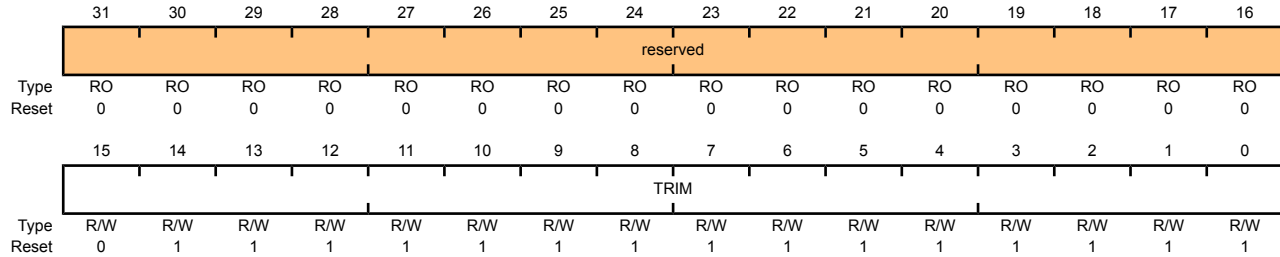 31 30 29 28 27 26 25 24 23 22 21 20 19 18 17 16
reserved
Type RO RO RO RO RO RO RO RO RO RO RO RO RO RO RO RO
Reset 0 0 0 0 0 0 0 0 0 0 0 0 0 0 0 0
15 14 13 12 11 10 9 8 7 6 5 4 3 2 1 0
TRIM
Type R/W R/W R/W R/W R/W R/W R/W R/W R/W R/W R/W R/W R/W R/W R/W R/W
Reset 0 1 1 1 1 1 1 1 1 1 1 1 1 1 1 1